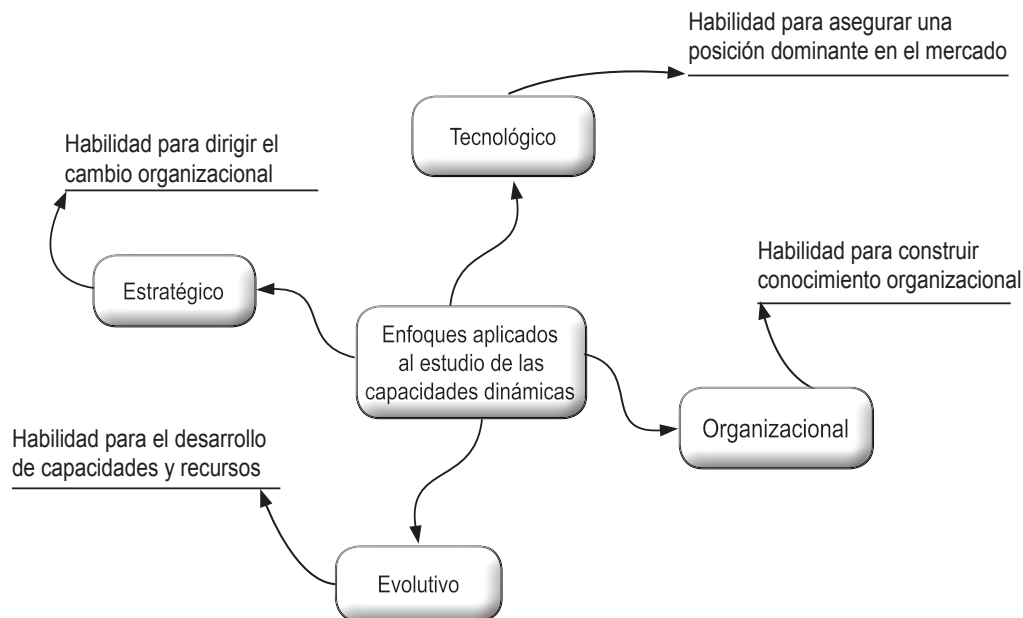 Habilidad para asegurar una
posición dominante en el mercado
Tecnológico
Habilidad para dirigir el
cambio organizacional
Estratégico
Habilidad para construir
conocimiento organizacional
Enfoques aplicados
al estudio de las
capacidades dinámicas
Organizacional
Habilidad para el desarrollo
de capacidades y recursos
Evolutivo